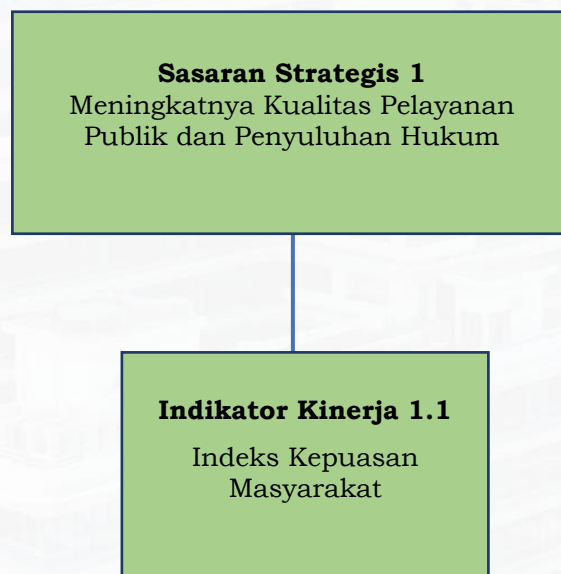 Sasaran Strategis 1
Meningkatnya Kualitas Pelayanan
Publik dan Penyuluhan Hukum
Indikator Kinerja 1.1
Indeks Kepuasan
Masyarakat